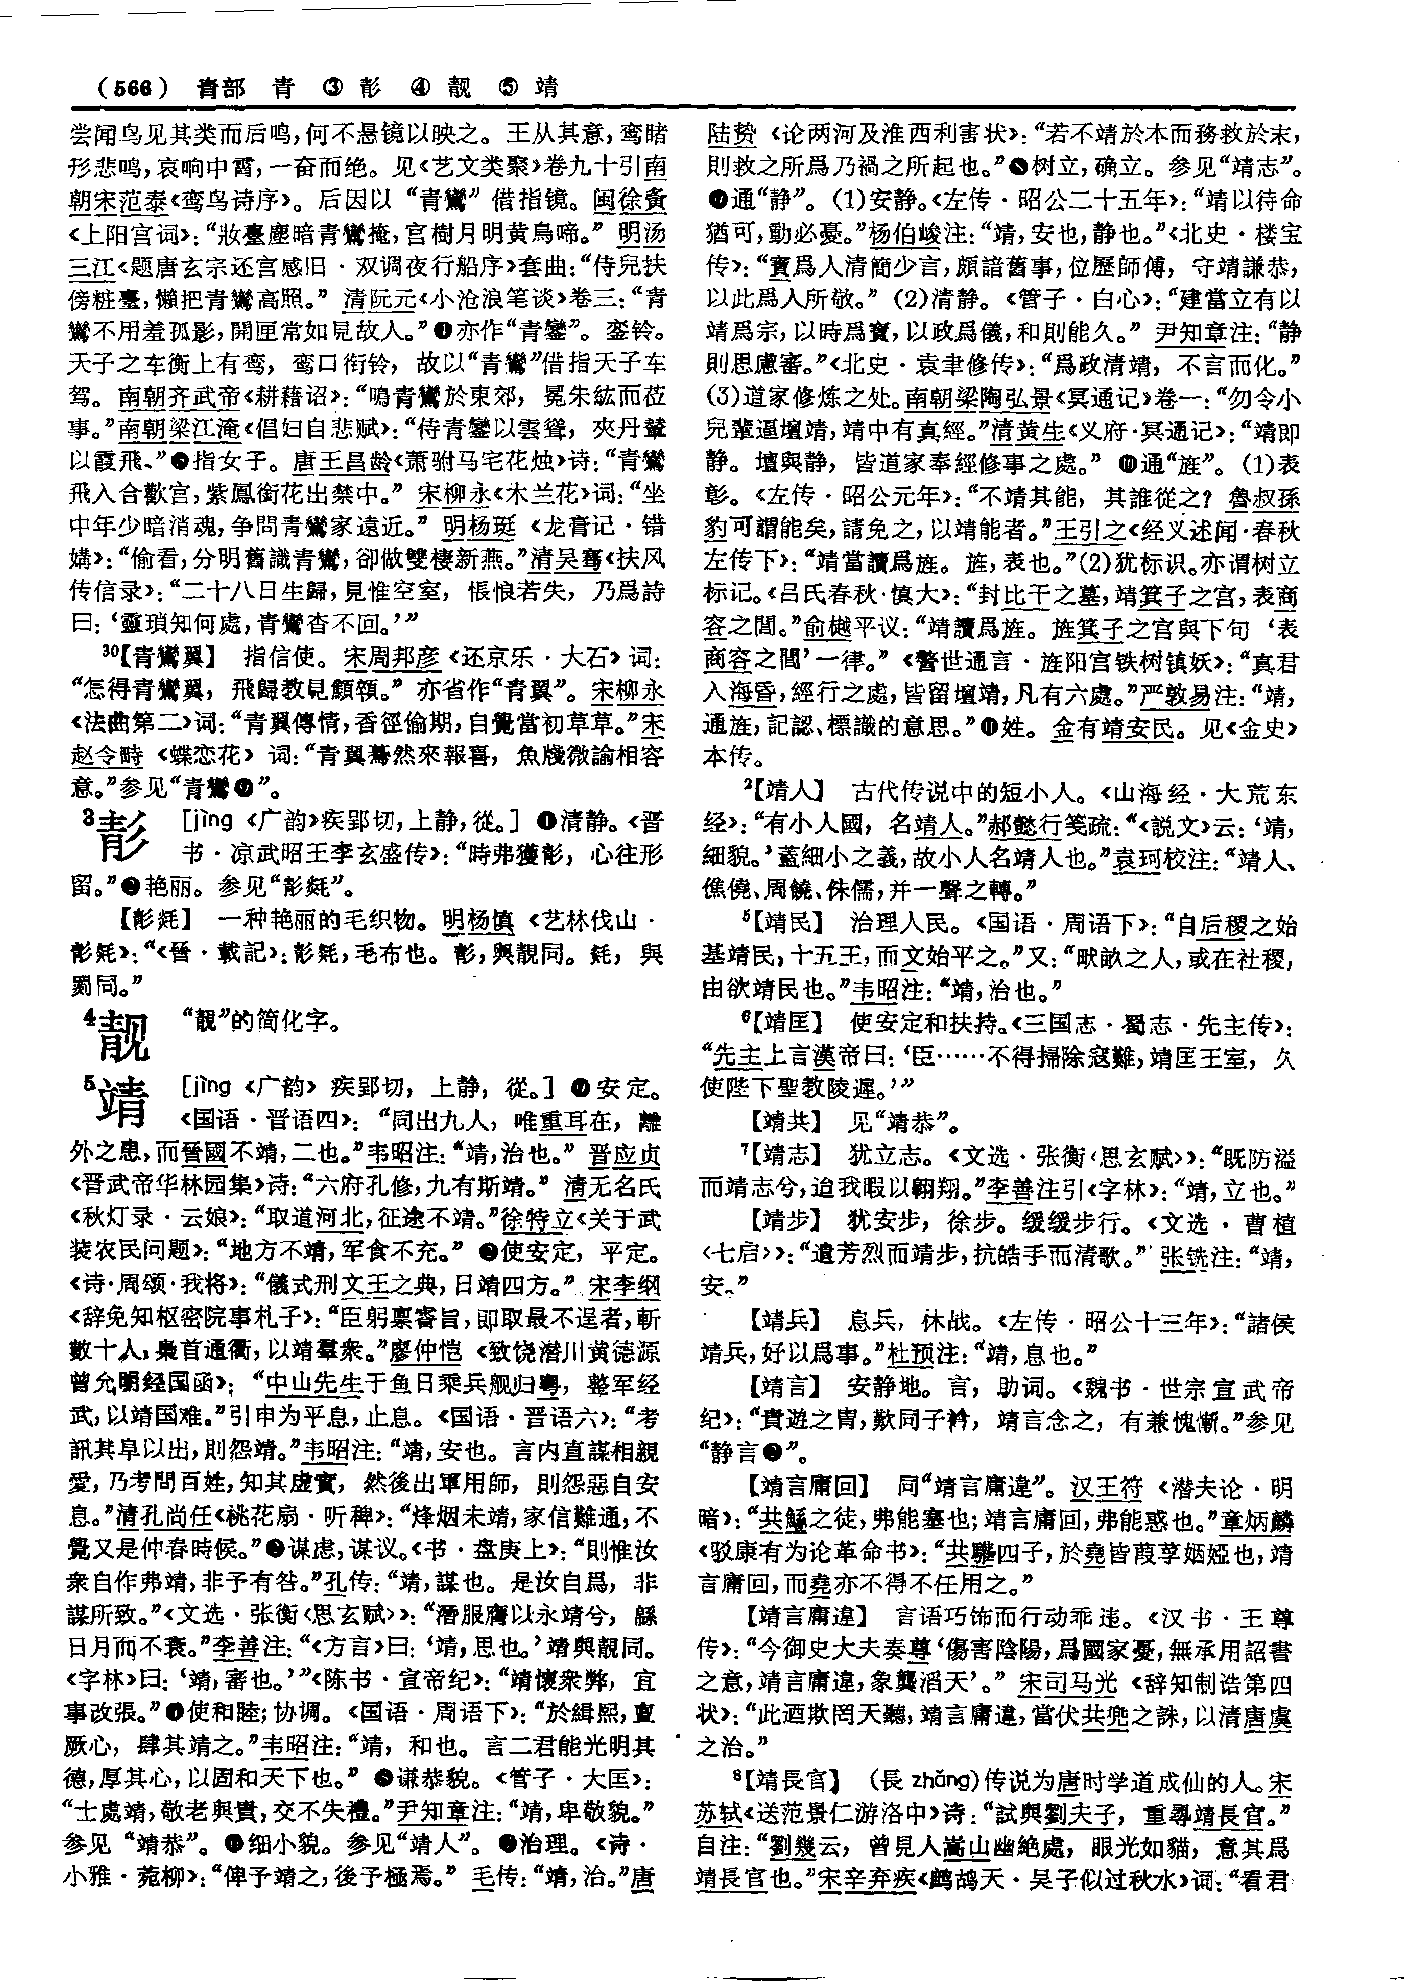 （566） 青部 青 ③彭 ④靓 ⑤靖
尝闻鸟见其类而后鸣,何不悬镜以映之。王从其意,鸾睹
形悲鸣,哀响中霄,一奋而绝。见《艺文类聚》卷九十引南
朝宋范泰《鸾鸟诗序》。后因以“青鸞”借指镜。闽徐夤
《上阳宫词》：“妝臺塵暗青鸞掩,宫樹月明黄鳥啼。”明汤
三江《题唐玄宗还宫感旧·双调夜行船序》套曲：“侍兒扶
傍粧臺,懶把青鸞高照。”清阮元《小沧浪笔谈》卷三：“青
鸞不用羞孤影,開匣常如見故人。”亦作“青鑾”。銮铃。
天子之车衡上有鸾，鸾口衔铃，故以“青鸞”借指天子车
驾。南朝齐武帝《耕藉诏》：“鳴青鸞於東郊，冕朱紘而莅
事。”南朝梁江淹《倡妇自悲赋》：“侍青鑾以雲聳，夾丹輦
以霞飛。”指女子。唐王昌龄《萧驸马宅花烛》诗：“青鸞
飛入合歡宫,紫鳳銜花出禁中。”宋柳永《木兰花》词：“坐
中年少暗消魂,争問青鸞家遠近。”明杨珽《龙膏记·错
媾》：“偷看,分明舊識青鸞,卻做雙棲新燕。”清吴骞《扶风
传信录》：“二十八日生歸,見惟空室，悵悢若失，乃爲詩
曰：‘靈瑣知何處,青鸞杳不回。’”
³⁰【青鸞翼】 指信使。宋周邦彦《还京乐·大石》词：
“怎得青鸞翼，飛歸教見顦顇。”亦省作“青翼”。宋柳永
《法曲第二》词：“青翼傳情,香徑偷期,自覺當初草草。”宋
赵令畤《蝶恋花》词：“青翼驀然來報喜，魚牋微諭相容
意。”参见“青鸞”。
³彭 [jìng《广韵》疾郢切,上静,從。] ❶清静。《晋
书·凉武昭王李玄盛传》：“時弗獲彰，心往形
留。”❷艳丽。参见“彭毦”。
【彭毦】 一种艳丽的毛织物。明杨慎《艺林伐山·
彭毦》：“《晉·載記》：彭毦,毛布也。彭,與靚同。毦，與
罽同。”
⁴靓 “靚”的简化字。
⁵靖 [jìng《广韵》疾郢切，上静，從。] ❶安定。
《国语·晋语四》：“同出九人，唯重耳在，離
外之患,而晉國不靖,二也。”韦昭注：“靖,治也。”晋应贞
《晋武帝华林园集》诗：“六府孔修,九有斯靖。”清无名氏
《秋灯录·云娘》：“取道河北,征途不靖。”徐特立《关于武
装农民问题》：“地方不靖,军食不充。”❷使安定，平定。
《诗·周颂·我将》：“儀式刑文王之典,日靖四方。”宋李纲
《辞免知枢密院事札子》：“臣躬禀睿旨,即取最不逞者,斬
數十人，梟首通衢,以靖羣衆。”廖仲恺《致饶潜川黄德源
曾允明经国函》；“中山先生于鱼日乘兵舰归粤，整军经
武,以靖国难。”引申为平息,止息。《国语·晋语六》：“考
訊其阜以出,則怨靖。”韦昭注：“靖,安也。言内直謀相親
愛,乃考問百姓,知其虚實，然後出軍用師，則怨惡自安
息。”清孔尚任《桃花扇·听稗》：“烽烟未靖,家信難通,不
覺又是仲春時候。”❸谋虑,谋议。《书·盘庚上》：“則惟汝
衆自作弗靖,非予有咎。”孔传：“靖,謀也。是汝自爲，非
謀所致。”《文选·张衡〈思玄赋〉》：“潛服膺以永靖兮，緜
日月而不衰。”李善注：“《方言》曰：‘靖,思也。’靖與靚同。
《字林》曰：‘靖,審也。’”《陈书·宣帝纪》：“靖懷衆弊，宜
事改張。”❹使和睦；协调。《国语·周语下》：“於緝熙,亶
厥心，肆其靖之。”韦昭注：“靖，和也。言二君能光明其
德,厚其心,以固和天下也。”❺谦恭貌。《管子·大匡》：
“士處靖,敬老與貴,交不失禮。”尹知章注：“靖,卑敬貌。”
参见“靖恭”。❻细小貌。参见“靖人”。❼治理。《诗·
小雅·菀柳》：“俾予靖之,後予極焉。”毛传：“靖,治。”唐
陆贽《论两河及淮西利害状》：“若不靖於本而務救於末，
則救之所爲乃禍之所起也。”❽树立,确立。参见“靖志”。
❾通“静”。(1)安静。《左传·昭公二十五年》：“靖以待命
猶可,動必憂。”杨伯峻注：“靖,安也,静也。”《北史·楼宝
传》：“寶爲人清簡少言,頗諳舊事,位歷師傅，守靖謙恭，
以此爲人所敬。”(2)清静。《管子·白心》：“建當立有以
靖爲宗,以時爲寶,以政爲儀,和則能久。”尹知章注：“静
則思慮審。”《北史·袁聿修传》：“爲政清靖，不言而化。”
(3)道家修炼之处。南朝梁陶弘景《冥通记》卷一：“勿令小
兒輩逼壇靖,靖中有真經。”清黄生《义府·冥通记》：“靖即
静。壇與静，皆道家奉經修事之處。”❿通“旌”。(1)表
彰。《左传·昭公元年》：“不靖其能，其誰從之？魯叔孫
豹可謂能矣,請免之,以靖能者。”王引之《经义述闻·春秋
左传下》：“靖當讀爲旌。旌,表也。”(2)犹标识。亦谓树立
标记。《吕氏春秋·慎大》：“封比干之墓,靖箕子之宫,表商
容之閭。”俞樾平议：“靖讀爲旌。旌箕子之宫與下句‘表
商容之閭’一律。”《警世通言·旌阳宫铁树镇妖》：“真君
入海昏,經行之處,皆留壇靖,凡有六處。”严敦易注：“靖，
通旌,記認、標識的意思。”⓫姓。金有靖安民。见《金史》
本传。
²【靖人】 古代传说中的短小人。《山海经·大荒东
经》：“有小人國，名靖人。”郝懿行笺疏：“《説文》云：‘靖，
細貌。’蓋細小之義,故小人名靖人也。”袁珂校注：“靖人、
僬僥、周饒、侏儒,并一聲之轉。”
⁵【靖民】 治理人民。《国语·周语下》：“自后稷之始
基靖民,十五王,而文始平之。”又：“畎畝之人,或在社稷，
由欲靖民也。”韦昭注：“靖,治也。”
⁶【靖匡】 使安定和扶持。《三国志·蜀志·先主传》：
“先主上言漢帝曰：‘臣……不得掃除寇難,靖匡王室，久
使陛下聖教陵遲。’”
【靖共】 见“靖恭”。
⁷【靖志】 犹立志。《文选·张衡〈思玄赋〉》：“既防溢
而靖志兮,迨我暇以翱翔。”李善注引《字林》：“靖,立也。”
【靖步】 犹安步，徐步。缓缓步行。《文选·曹植
〈七启〉》：“遺芳烈而靖步,抗皓手而清歌。”张铣注：“靖，
安。”
【靖兵】 息兵，休战。《左传·昭公十三年》：“諸侯
靖兵,好以爲事。”杜预注：“靖,息也。”
【靖言】 安静地。言，助词。《魏书·世宗宣武帝
纪》：“貴遊之胄,歎同子衿，靖言念之，有兼愧慚。”参见
“静言❷”。
【靖言庸回】 同“靖言庸違”。汉王符《潜夫论·明
暗》：“共鯀之徒,弗能塞也；靖言庸回,弗能惑也。”章炳麟
《驳康有为论革命书》：“共驩四子,於堯皆葭莩姻婭也,靖
言庸回,而堯亦不得不任用之。”
【靖言庸違】 言语巧饰而行动乖违。《汉书·王尊
传》：“今御史大夫奏尊‘傷害陰陽,爲國家憂,無承用詔書
之意,靖言庸違,象龔滔天’。”宋司马光《辞知制诰第四
状》：“此迺欺罔天聽,靖言庸違,當伏共兜之誅,以清唐虞
之治。”
⁸【靖長官】 (長 zhǎng)传说为唐时学道成仙的人。宋
苏轼《送范景仁游洛中》诗：“試與劉夫子，重尋靖長官。”
自注：“劉幾云，曾見人嵩山幽絶處，眼光如貓，意其爲
靖長官也。”宋辛弃疾《鹧鸪天·吴子似过秋水》词：“看君